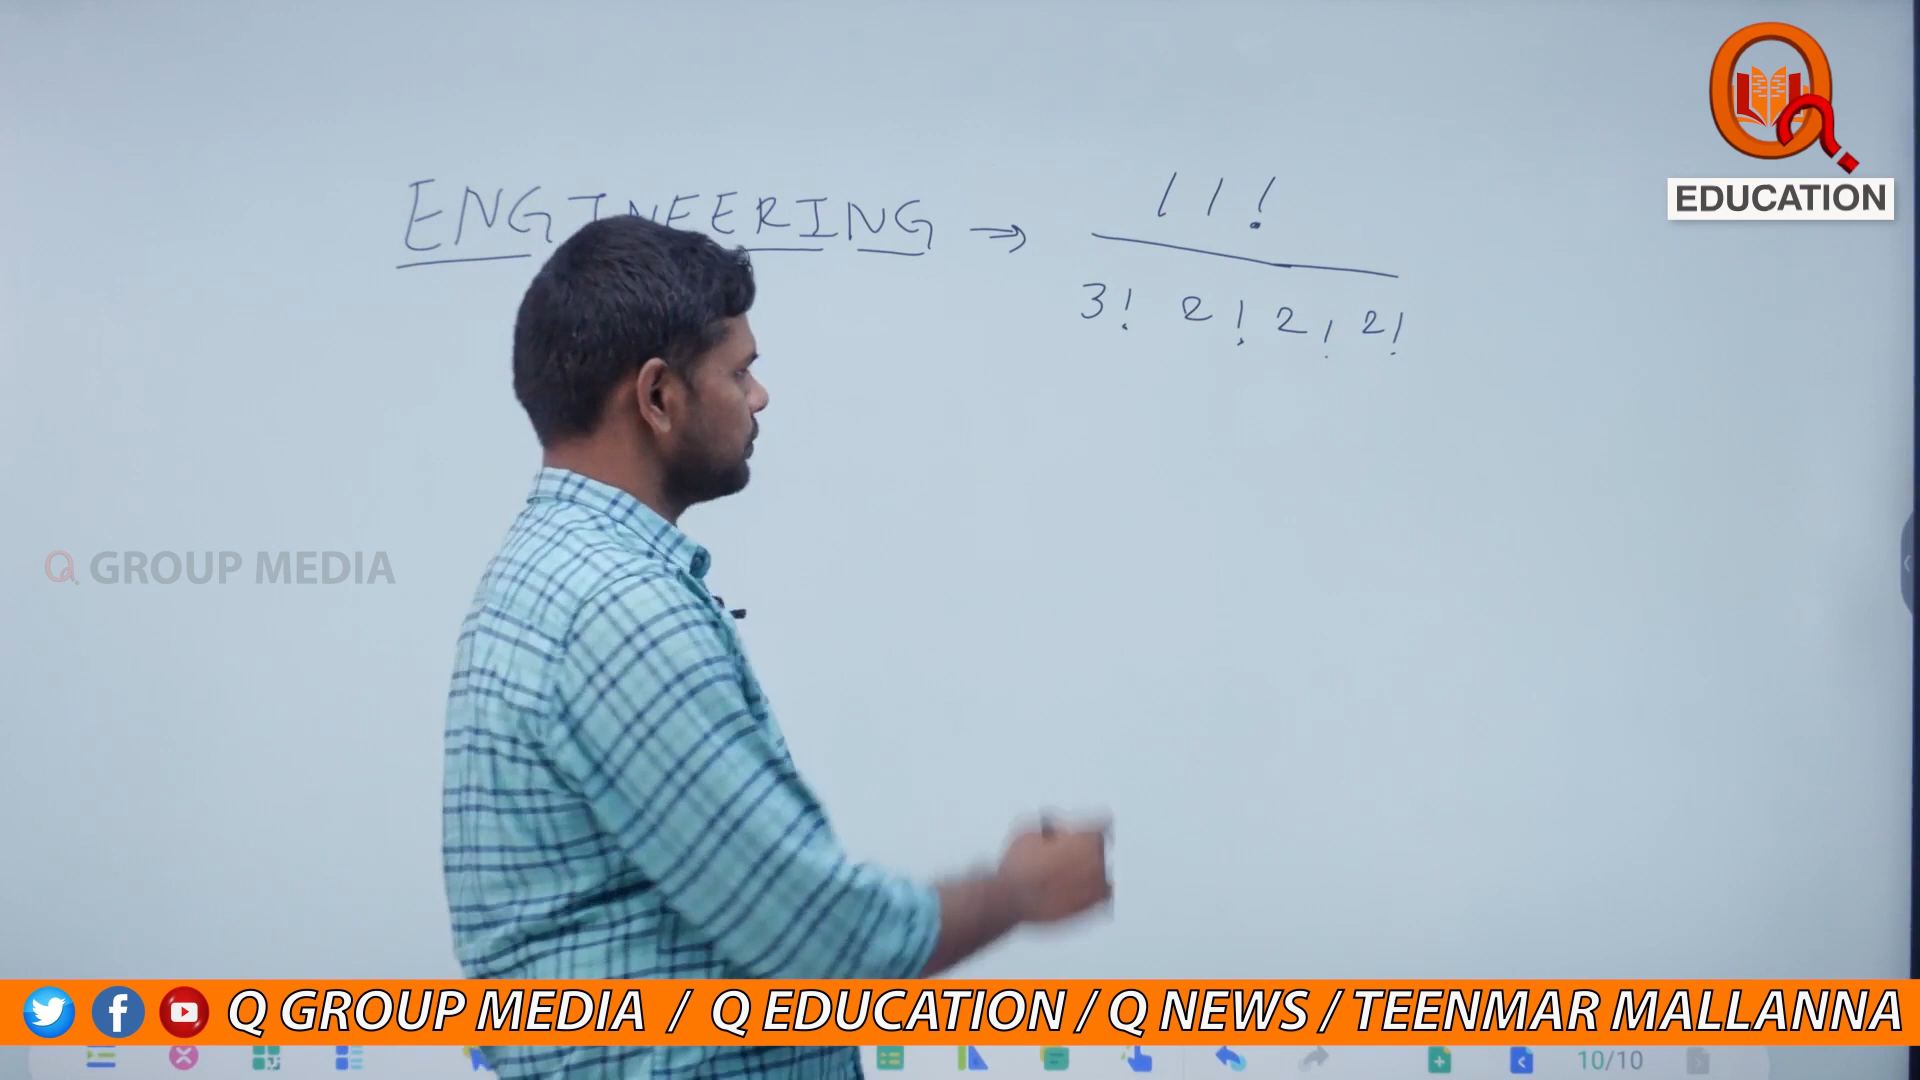 ENGINEERING → 11!
3! 2! 2! 2!
EDUCATION
Q GROUP MEDIA
Q GROUP MEDIA / Q EDUCATION / Q NEWS / TEENMAR MALLANNA
10/10